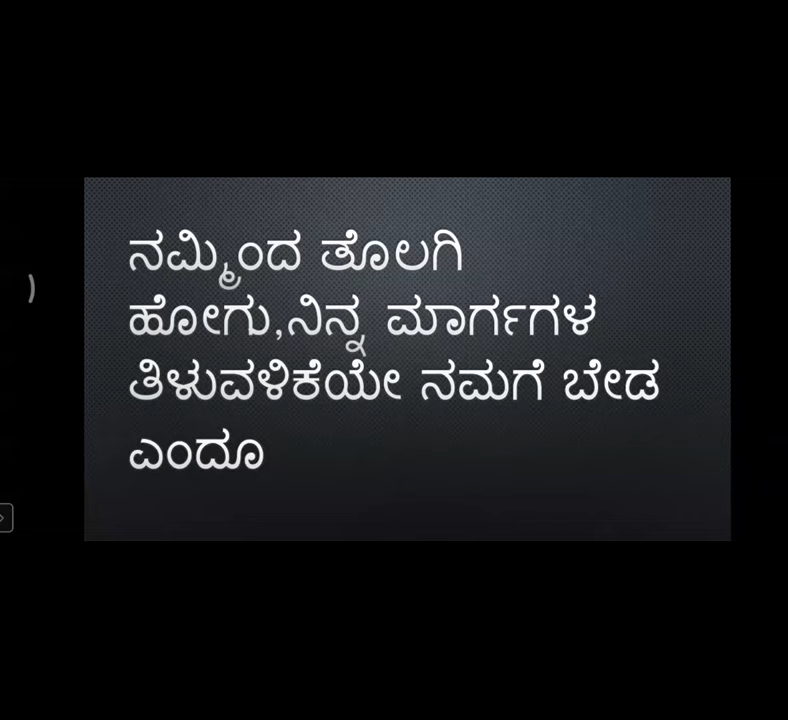 ನಮ್ಮಿಂದ ತೊಲಗಿ
ಹೋಗು,ನಿನ್ನ ಮಾರ್ಗಗಳ
ತಿಳುವಳಿಕೆಯೇ ನಮಗೆ ಬೇಡ
ಎಂದೂ